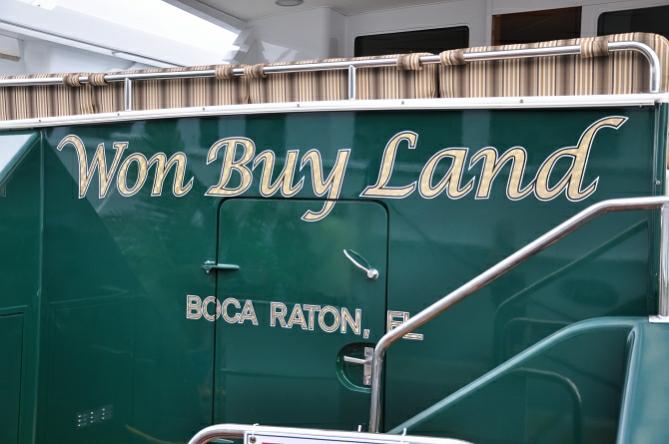 Won Buy Land
BOCA RATON, FL